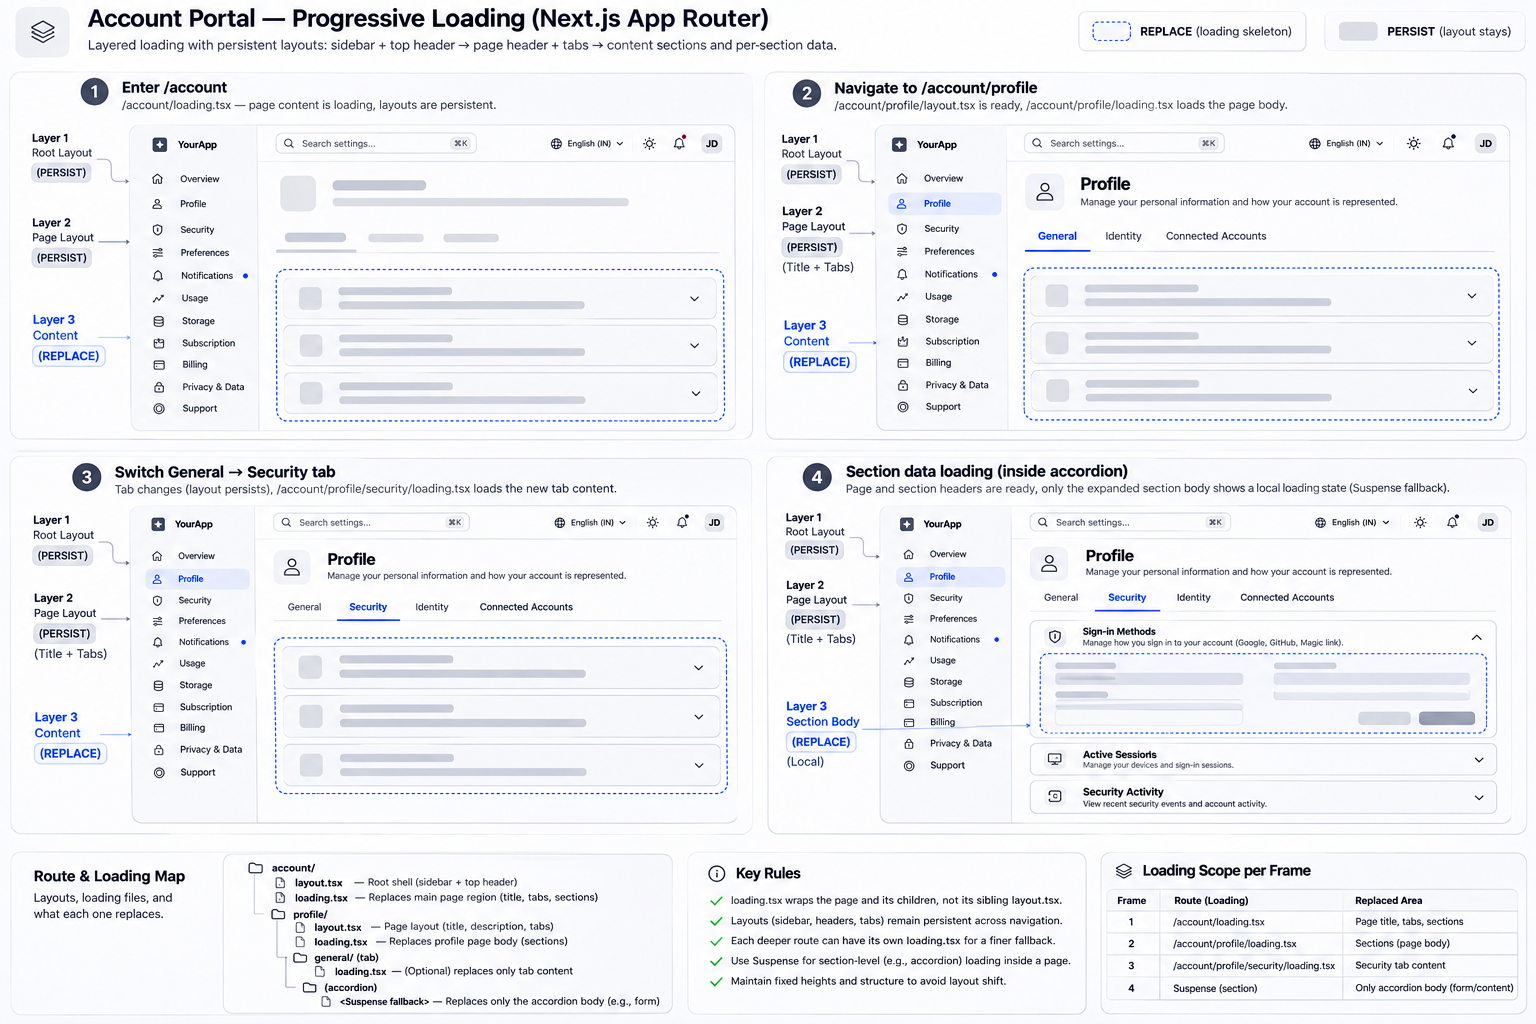 Account Portal — Progressive Loading (Next.js App Router)
Layered loading with persistent layouts: sidebar + top header → page header + tabs → content sections and per-section data.
REPLACE (loading skeleton)
PERSIST (layout stays)
1
Enter /account
/account/loading.tsx — page content is loading, layouts are persistent.
Layer 1
Root Layout
(PERSIST)
Layer 2
Page Layout
(PERSIST)
Layer 3
Content
(REPLACE)
YourApp
Search settings...
⌘K
English (IN)
JD
Overview
Profile
Security
Preferences
Notifications
Usage
Storage
Subscription
Billing
Privacy & Data
Support
2
Navigate to /account/profile
/account/profile/layout.tsx is ready, /account/profile/loading.tsx loads the page body.
Layer 1
Root Layout
(PERSIST)
Layer 2
Page Layout
(PERSIST)
(Title + Tabs)
Layer 3
Content
(REPLACE)
YourApp
Search settings...
⌘K
English (IN)
JD
Overview
Profile
Security
Preferences
Notifications
Usage
Storage
Subscription
Billing
Privacy & Data
Support
Profile
Manage your personal information and how your account is represented.
General
Identity
Connected Accounts
3
Switch General → Security tab
Tab changes (layout persists), /account/profile/security/loading.tsx loads the new tab content.
Layer 1
Root Layout
(PERSIST)
Layer 2
Page Layout
(PERSIST)
(Title + Tabs)
Layer 3
Content
(REPLACE)
YourApp
Search settings...
⌘K
English (IN)
JD
Overview
Profile
Security
Preferences
Notifications
Usage
Storage
Subscription
Billing
Privacy & Data
Support
Profile
Manage your personal information and how your account is represented.
General
Security
Identity
Connected Accounts
4
Section data loading (inside accordion)
Page and section headers are ready, only the expanded section body shows a local loading state (Suspense fallback).
Layer 1
Root Layout
(PERSIST)
Layer 2
Page Layout
(PERSIST)
(Title + Tabs)
Layer 3
Section Body
(REPLACE)
(Local)
YourApp
Search settings...
⌘K
English (IN)
JD
Overview
Profile
Security
Preferences
Notifications
Usage
Storage
Subscription
Billing
Privacy & Data
Support
Profile
Manage your personal information and how your account is represented.
General
Security
Identity
Connected Accounts
Sign-in Methods
Manage how you sign in to your account (Google, GitHub, Magic link).
Active Sessions
Manage your devices and sign-in sessions.
Security Activity
View recent security events and account activity.
Route & Loading Map
Layouts, loading files, and
what each one replaces.
account/
layout.tsx — Root shell (sidebar + top header)
loading.tsx — Replaces main page region (title, tabs, sections)
profile/
layout.tsx — Page layout (title, description, tabs)
loading.tsx — Replaces profile page body (sections)
general/ (tab)
loading.tsx — (Optional) replaces only tab content
(accordion)
<Suspense fallback> — Replaces only the accordion body (e.g., form)
Key Rules
loading.tsx wraps the page and its children, not its sibling layout.tsx.
Layouts (sidebar, headers, tabs) remain persistent across navigation.
Each deeper route can have its own loading.tsx for a finer fallback.
Use Suspense for section-level (e.g., accordion) loading inside a page.
Maintain fixed heights and structure to avoid layout shift.
Loading Scope per Frame
Frame Route (Loading) Replaced Area
1 /account/loading.tsx Page title, tabs, sections
2 /account/profile/loading.tsx Sections (page body)
3 /account/profile/security/loading.tsx Security tab content
4 Suspense (section) Only accordion body (form/content)